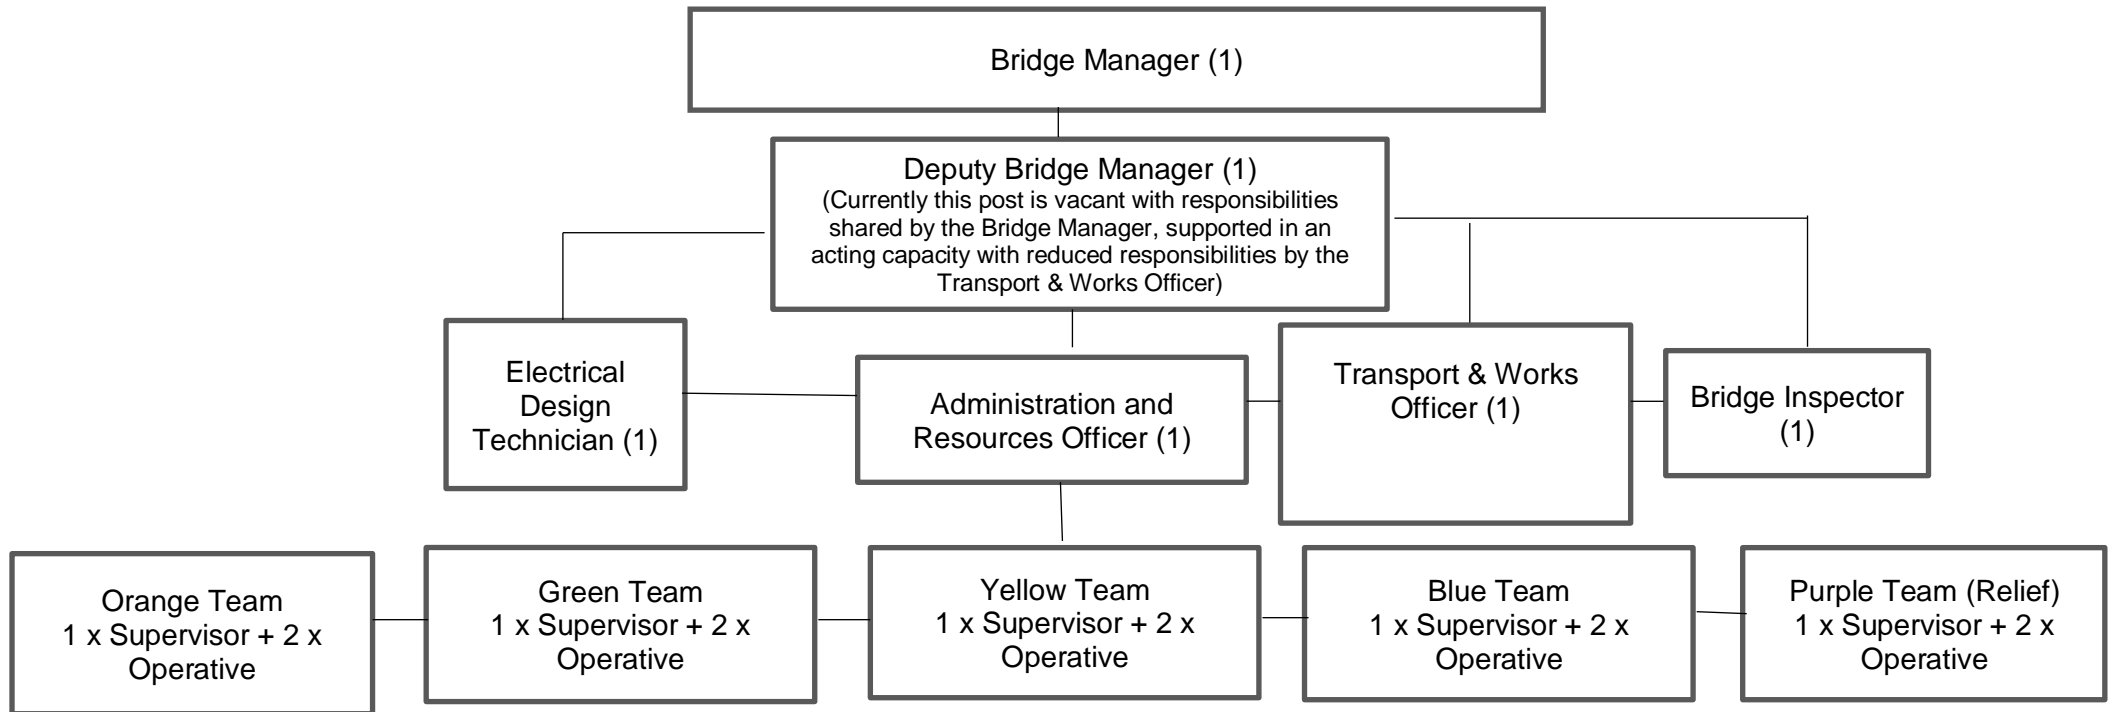 Bridge Manager (1)
Deputy Bridge Manager (1)
(Currently this post is vacant with responsibilities
shared by the Bridge Manager, supported in an
acting capacity with reduced responsibilities by the
Transport & Works Officer)
Electrical
Design
Technician (1)
Administration and
Resources Officer (1)
Transport & Works
Officer (1)
Bridge Inspector
(1)
Orange Team
1 x Supervisor + 2 x
Operative
Green Team
1 x Supervisor + 2 x
Operative
Yellow Team
1 x Supervisor + 2 x
Operative
Blue Team
1 x Supervisor + 2 x
Operative
Purple Team (Relief)
1 x Supervisor + 2 x
Operative